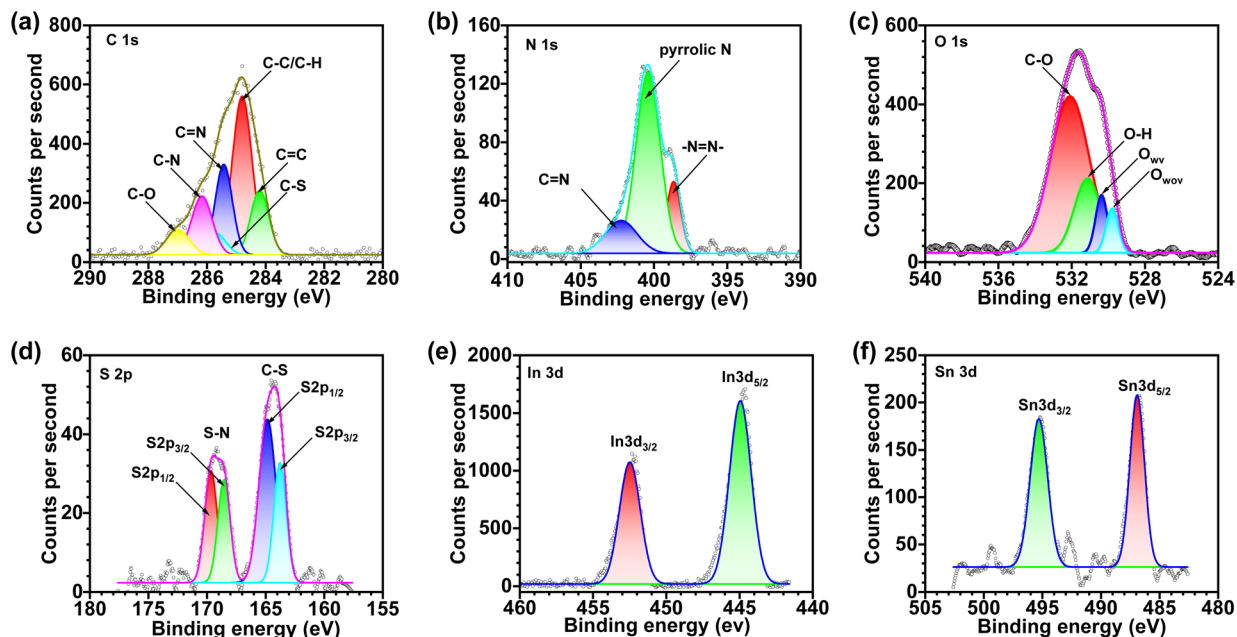 (a)
C 1s
C-C/C-H
C=N
C-N
C=C
C-O
C-S
Counts per second
800
600
400
200
0
290 288 286 284 282 280
Binding energy (eV)
(b)
N 1s
pyrrolic N
-N=N-
C=N
Counts per second
160
120
80
40
0
410 405 400 395 390
Binding energy (eV)
(c)
O 1s
C-O
O-H
Owv
Owov
Counts per second
600
400
200
0
540 536 532 528 524
Binding energy (eV)
(d)
S 2p
C-S
S2p1/2
S-N
S2p3/2
S2p3/2
S2p1/2
Counts per second
60
40
20
0
180 175 170 165 160 155
Binding energy (eV)
(e)
In 3d
In3d5/2
In3d3/2
Counts per second
2000
1500
1000
500
0
460 455 450 445 440
Binding energy (ev)
(f)
Sn 3d
Sn3d5/2
Sn3d3/2
Counts per second
250
200
150
100
50
0
505 500 495 490 485 480
Binding energy (eV)